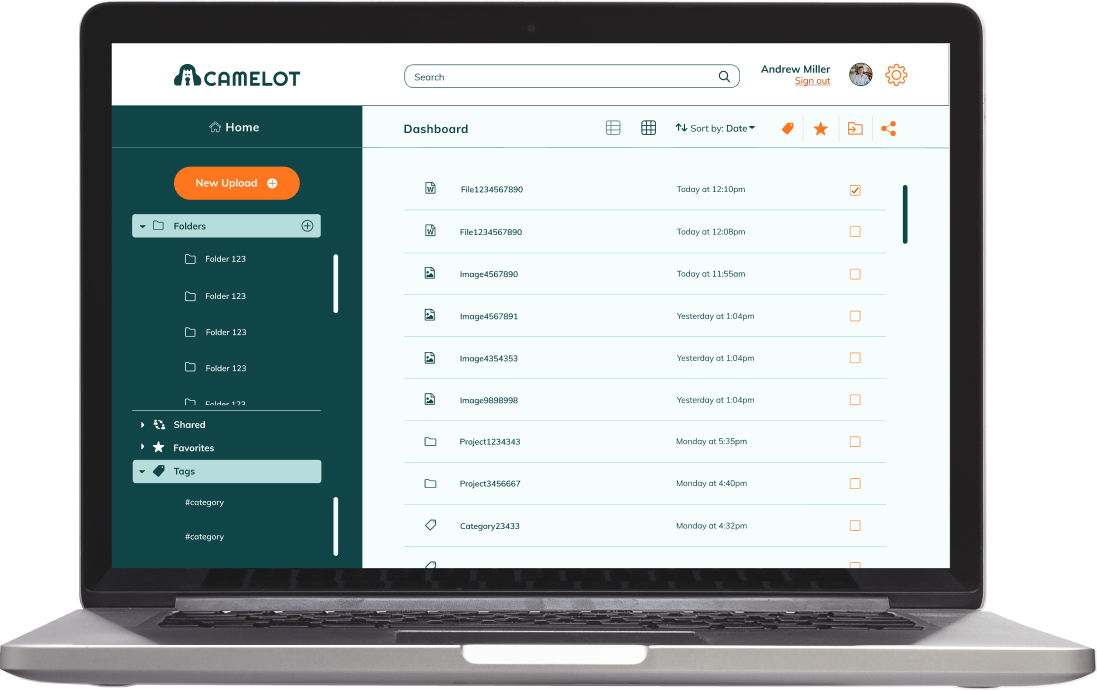 CAMELOT
Search
Andrew Miller
Sign out
Home
Dashboard
Sort by: Date
New Upload
Folders
Folder 123
Folder 123
Folder 123
Folder 123
Folder 123
Shared
Favorites
Tags
#category
#category
File1234567890 Today at 12:10pm
File1234567890 Today at 12:08pm
Image4567890 Today at 11:55am
Image4567891 Yesterday at 1:04pm
Image4354353 Yesterday at 1:04pm
Image9898998 Yesterday at 1:04pm
Project1234343 Monday at 5:35pm
Project3456667 Monday at 4:40pm
Category23433 Monday at 4:32pm